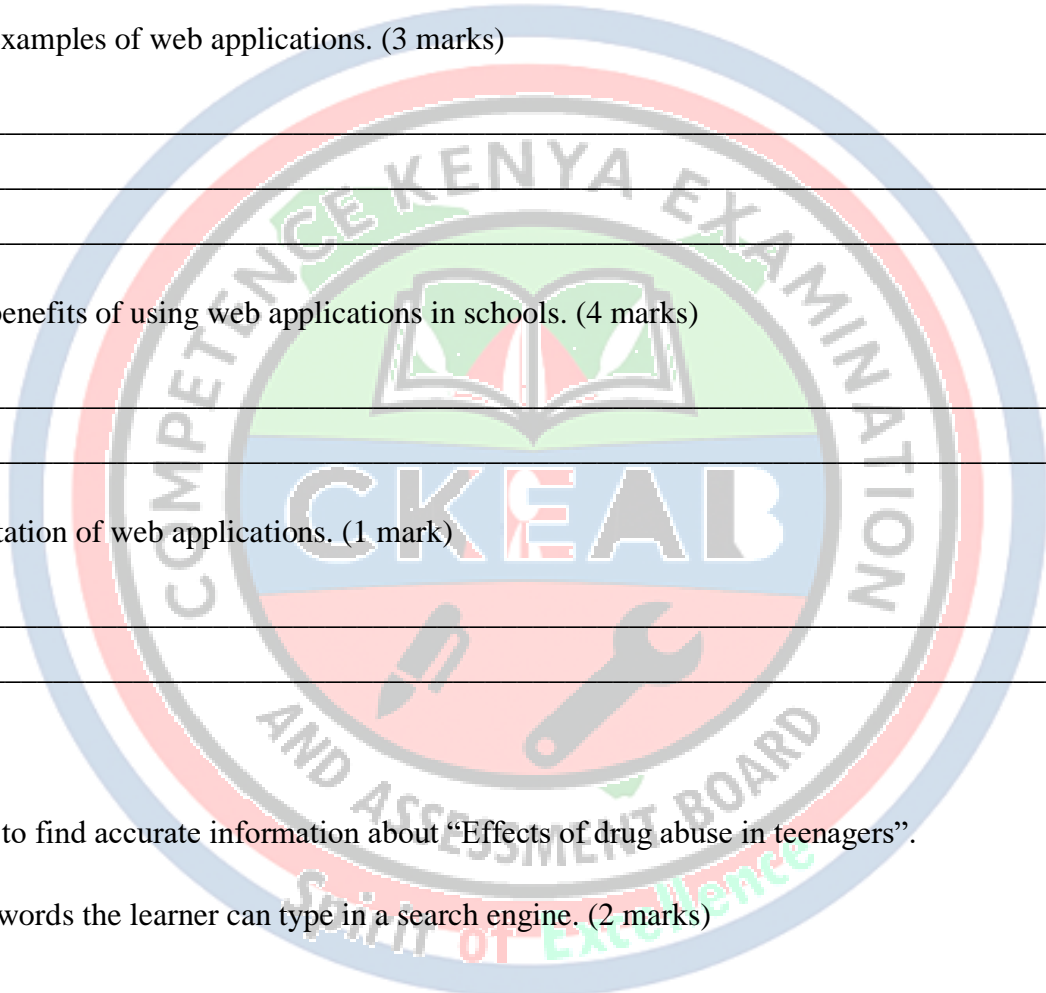 xamples of web applications. (3 marks)
COMPETENCE KENYA EXAMINATION
benefits of using web applications in schools. (4 marks)
CKEAB
tation of web applications. (1 mark)
AND ASSESSMENT BOARD
to find accurate information about “Effects of drug abuse in teenagers”.
Spirit of Excellence
words the learner can type in a search engine. (2 marks)